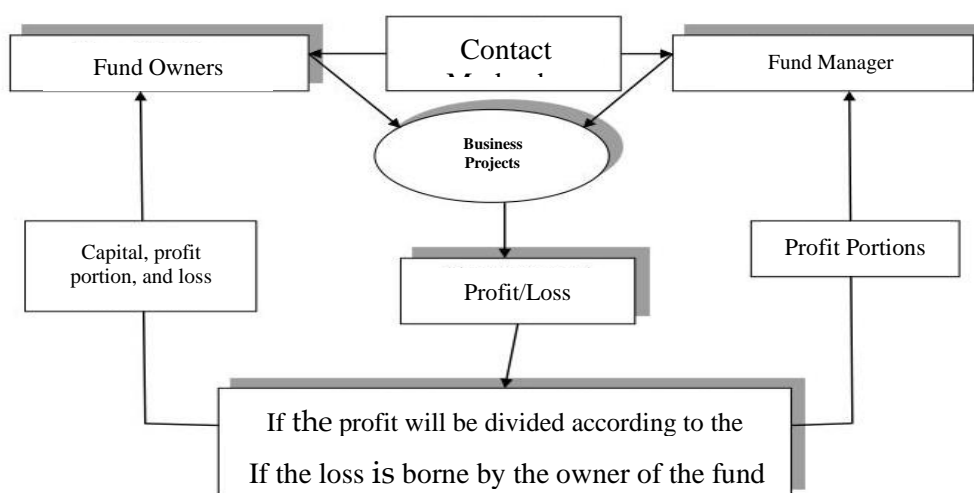 Contact
Fund Owners
Fund Manager
Business
Projects
Capital, profit
portion, and loss
Profit Portions
Profit/Loss
If the profit will be divided according to the
If the loss is borne by the owner of the fund